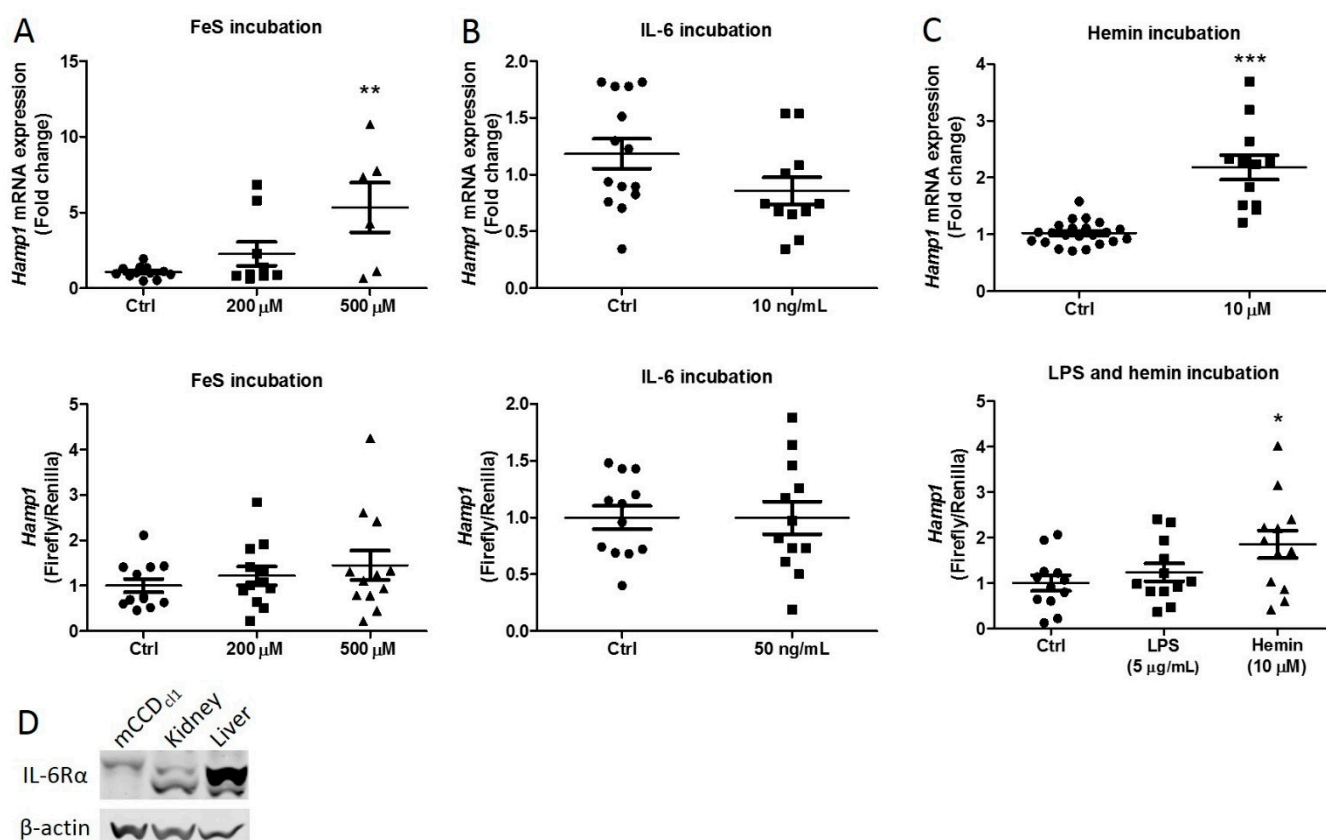 A
FeS incubation
Hamp1 mRNA expression
(Fold change)
15
10
5
0
**
Ctrl
200 μM
500 μM
B
IL-6 incubation
Hamp1 mRNA expression
(Fold change)
2.0
1.5
1.0
0.5
0.0
Ctrl
10 ng/mL
C
Hemin incubation
Hamp1 mRNA expression
(Fold change)
4
3
2
1
0
***
Ctrl
10 μM
FeS incubation
Hamp1
(Firefly/Renilla)
5
4
3
2
1
0
Ctrl
200 μM
500 μM
IL-6 incubation
Hamp1
(Firefly/Renilla)
2.0
1.5
1.0
0.5
0.0
Ctrl
50 ng/mL
LPS and hemin incubation
Hamp1
(Firefly/Renilla)
5
4
3
2
1
0
*
Ctrl
LPS
(5 μg/mL)
Hemin
(10 μM)
D
mCCDcl1
Kidney
Liver
IL-6Rα
β-actin